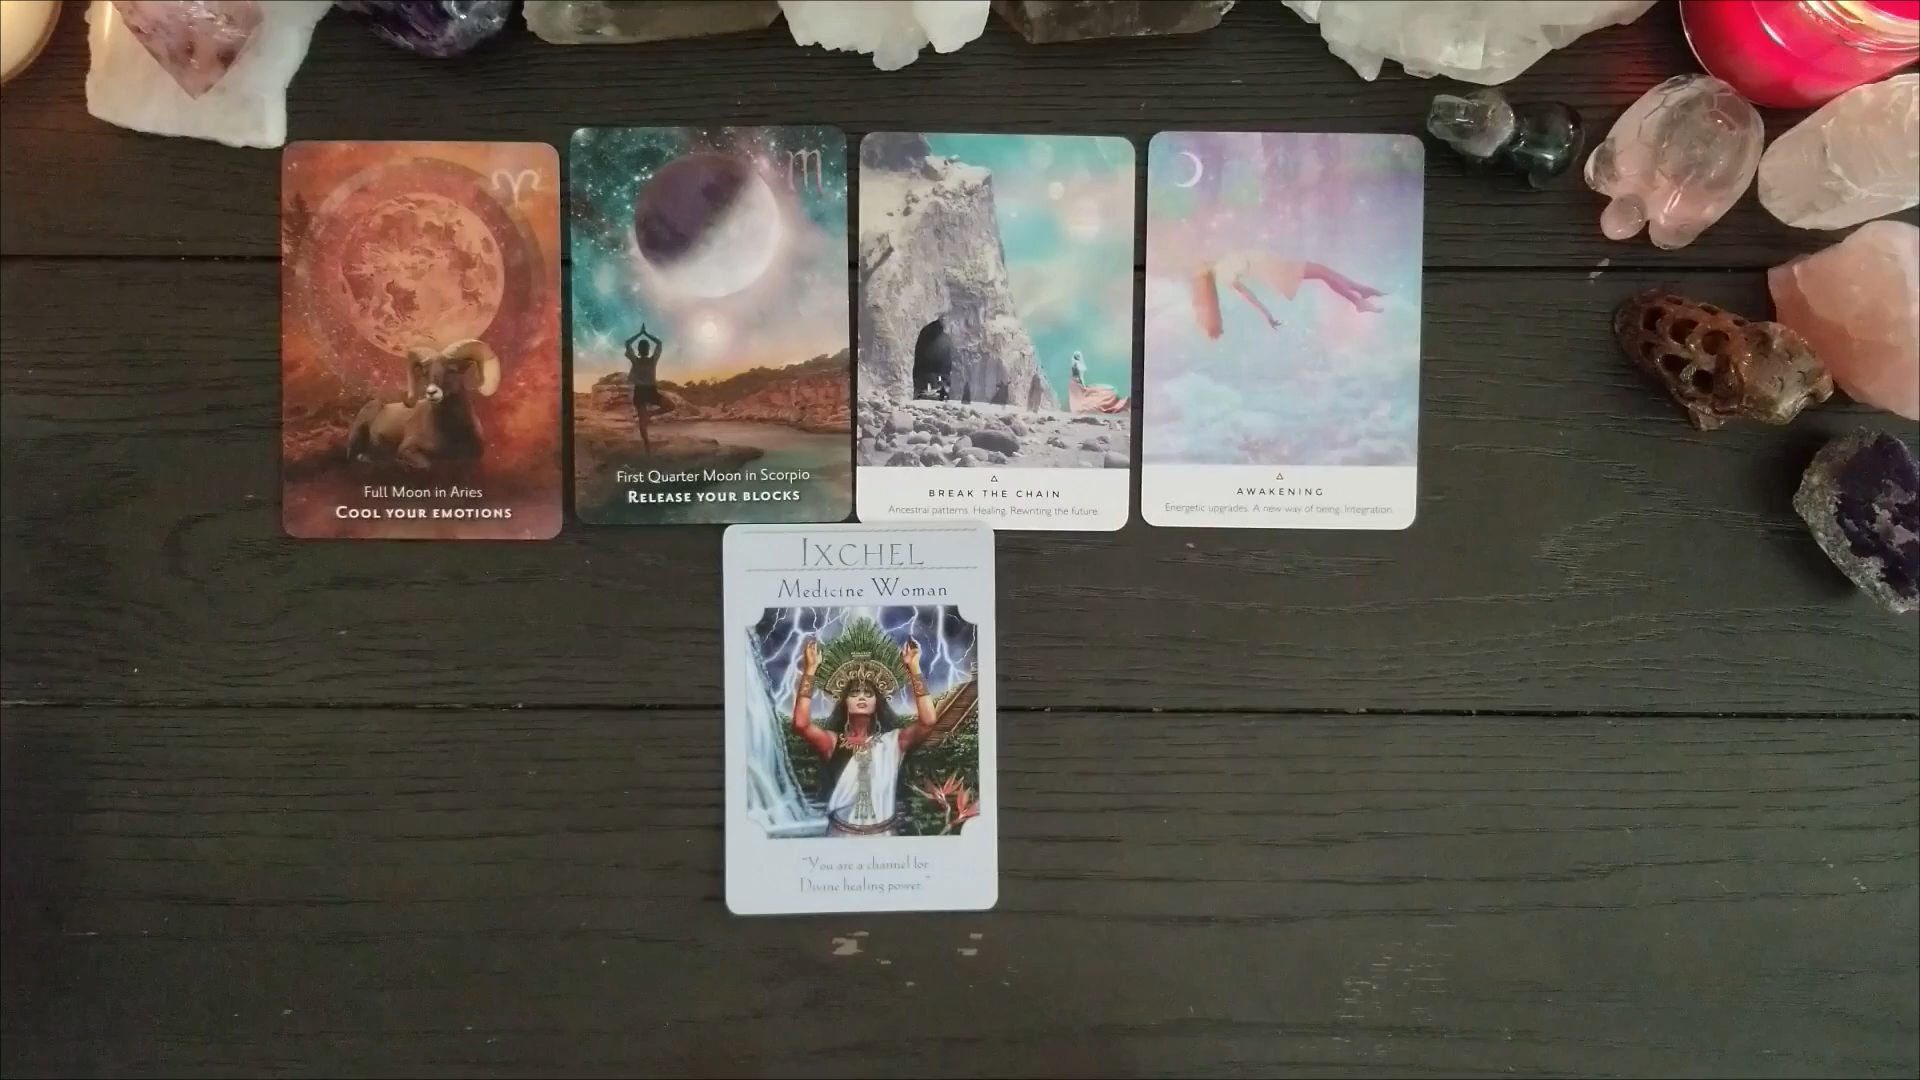 Full Moon in Aries
COOL YOUR EMOTIONS
First Quarter Moon in Scorpio
RELEASE YOUR BLOCKS
BREAK THE CHAIN
Ancestral patterns. Healing. Rewriting the future.
AWAKENING
Energetic upgrades. A new way of being. Integration.
IXCHEL
Medicine Woman
"You are a channel for
Divine healing power."